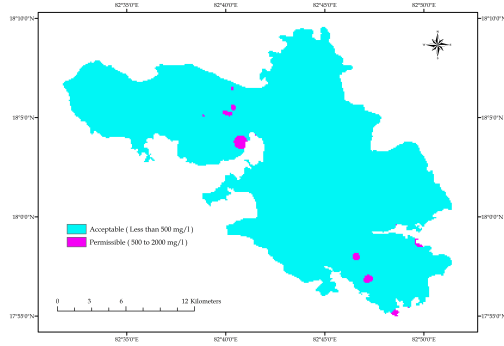 82°35'0"E 82°40'0"E 82°45'0"E 82°50'0"E
18°10'0"N 18°10'0"N
18°5'0"N 18°5'0"N
18°0'0"N 18°0'0"N
Acceptable ( Less than 500 mg/l )
Permissible ( 500 to 2000 mg/l )
0 3 6 12 Kilometers
17°55'0"N 17°55'0"N
82°35'0"E 82°40'0"E 82°45'0"E 82°50'0"E